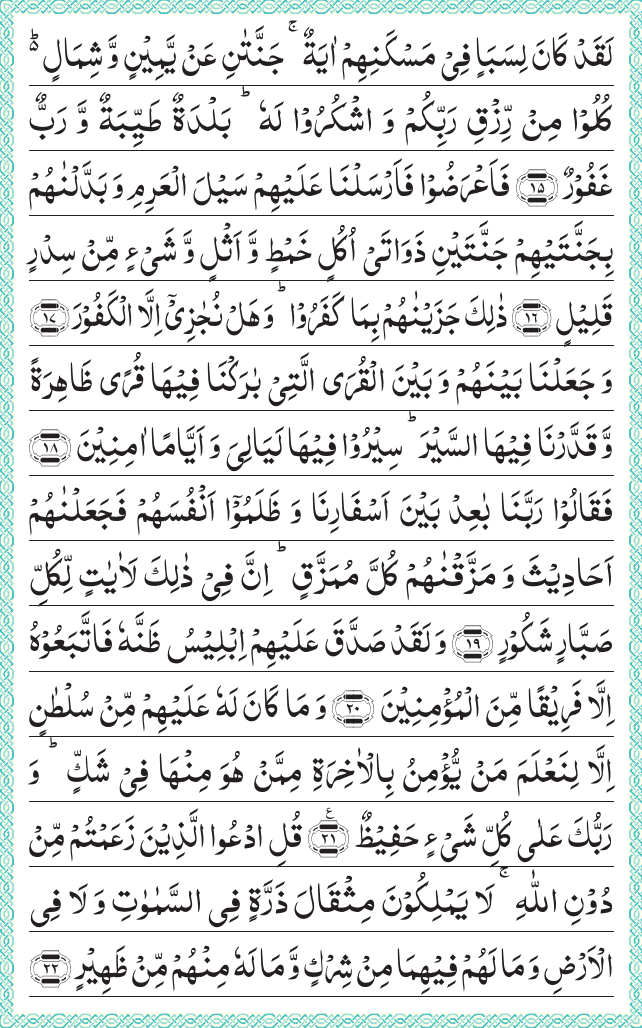 لَقَدۡ كَانَ لِسَبَاٍ فِىۡ مَسۡكَنِهِمۡ اٰيَةٌ ۚ جَنَّتٰنِ عَنۡ يَّمِيۡنٍ وَّ شِمَالٍ ؕ۬
كُلُوۡا مِنۡ رِّزۡقِ رَبِّكُمۡ وَ اشۡكُرُوۡا لَهٗ ؕ بَلۡدَةٌ طَيِّبَةٌ وَّ رَبٌّ
غَفُوۡرٌ ﴿۱۵﴾ فَاَعۡرَضُوۡا فَاَرۡسَلۡنَا عَلَيۡهِمۡ سَيۡلَ الۡعَرِمِ وَ بَدَّلۡنٰهُمۡ
بِجَنَّتَيۡهِمۡ جَنَّتَيۡنِ ذَوَاتَىۡ اُكُلٍ خَمۡطٍ وَّ اَثۡلٍ وَّ شَىۡءٍ مِّنۡ سِدۡرٍ
قَلِيۡلٍ ﴿۱۶﴾ ذٰلِكَ جَزَيۡنٰهُمۡ بِمَا كَفَرُوۡا ؕ وَ هَلۡ نُجٰزِىۡۤ اِلَّا الۡكَفُوۡرَ ﴿۱۷﴾
وَ جَعَلۡنَا بَيۡنَهُمۡ وَ بَيۡنَ الۡقُرَى الَّتِىۡ بٰرَكۡنَا فِيۡهَا قُرًى ظَاهِرَةً
وَّ قَدَّرۡنَا فِيۡهَا السَّيۡرَ ؕ سِيۡرُوۡا فِيۡهَا لَيَالِىَ وَ اَيَّامًا اٰمِنِيۡنَ ﴿۱۸﴾
فَقَالُوۡا رَبَّنَا بٰعِدۡ بَيۡنَ اَسۡفَارِنَا وَ ظَلَمُوۡۤا اَنۡفُسَهُمۡ فَجَعَلۡنٰهُمۡ
اَحَادِيۡثَ وَ مَزَّقۡنٰهُمۡ كُلَّ مُمَزَّقٍ ؕ اِنَّ فِىۡ ذٰلِكَ لَاٰيٰتٍ لِّكُلِّ
صَبَّارٍ شَكُوۡرٍ ﴿۱۹﴾ وَ لَقَدۡ صَدَّقَ عَلَيۡهِمۡ اِبۡلِيۡسُ ظَنَّهٗ فَاتَّبَعُوۡهُ
اِلَّا فَرِيۡقًا مِّنَ الۡمُؤۡمِنِيۡنَ ﴿۲۰﴾ وَ مَا كَانَ لَهٗ عَلَيۡهِمۡ مِّنۡ سُلۡطٰنٍ
اِلَّا لِنَعۡلَمَ مَنۡ يُّؤۡمِنُ بِالۡاٰخِرَةِ مِمَّنۡ هُوَ مِنۡهَا فِىۡ شَكٍّ ؕ وَ
رَبُّكَ عَلٰى كُلِّ شَىۡءٍ حَفِيۡظٌ ﴿۲۱﴾ ع قُلِ ادۡعُوا الَّذِيۡنَ زَعَمۡتُمۡ مِّنۡ
دُوۡنِ اللّٰهِ ۚ لَا يَمۡلِكُوۡنَ مِثۡقَالَ ذَرَّةٍ فِى السَّمٰوٰتِ وَ لَا فِى
الۡاَرۡضِ وَ مَا لَهُمۡ فِيۡهِمَا مِنۡ شِرۡكٍ وَّ مَا لَهٗ مِنۡهُمۡ مِّنۡ ظَهِيۡرٍ ﴿۲۲﴾